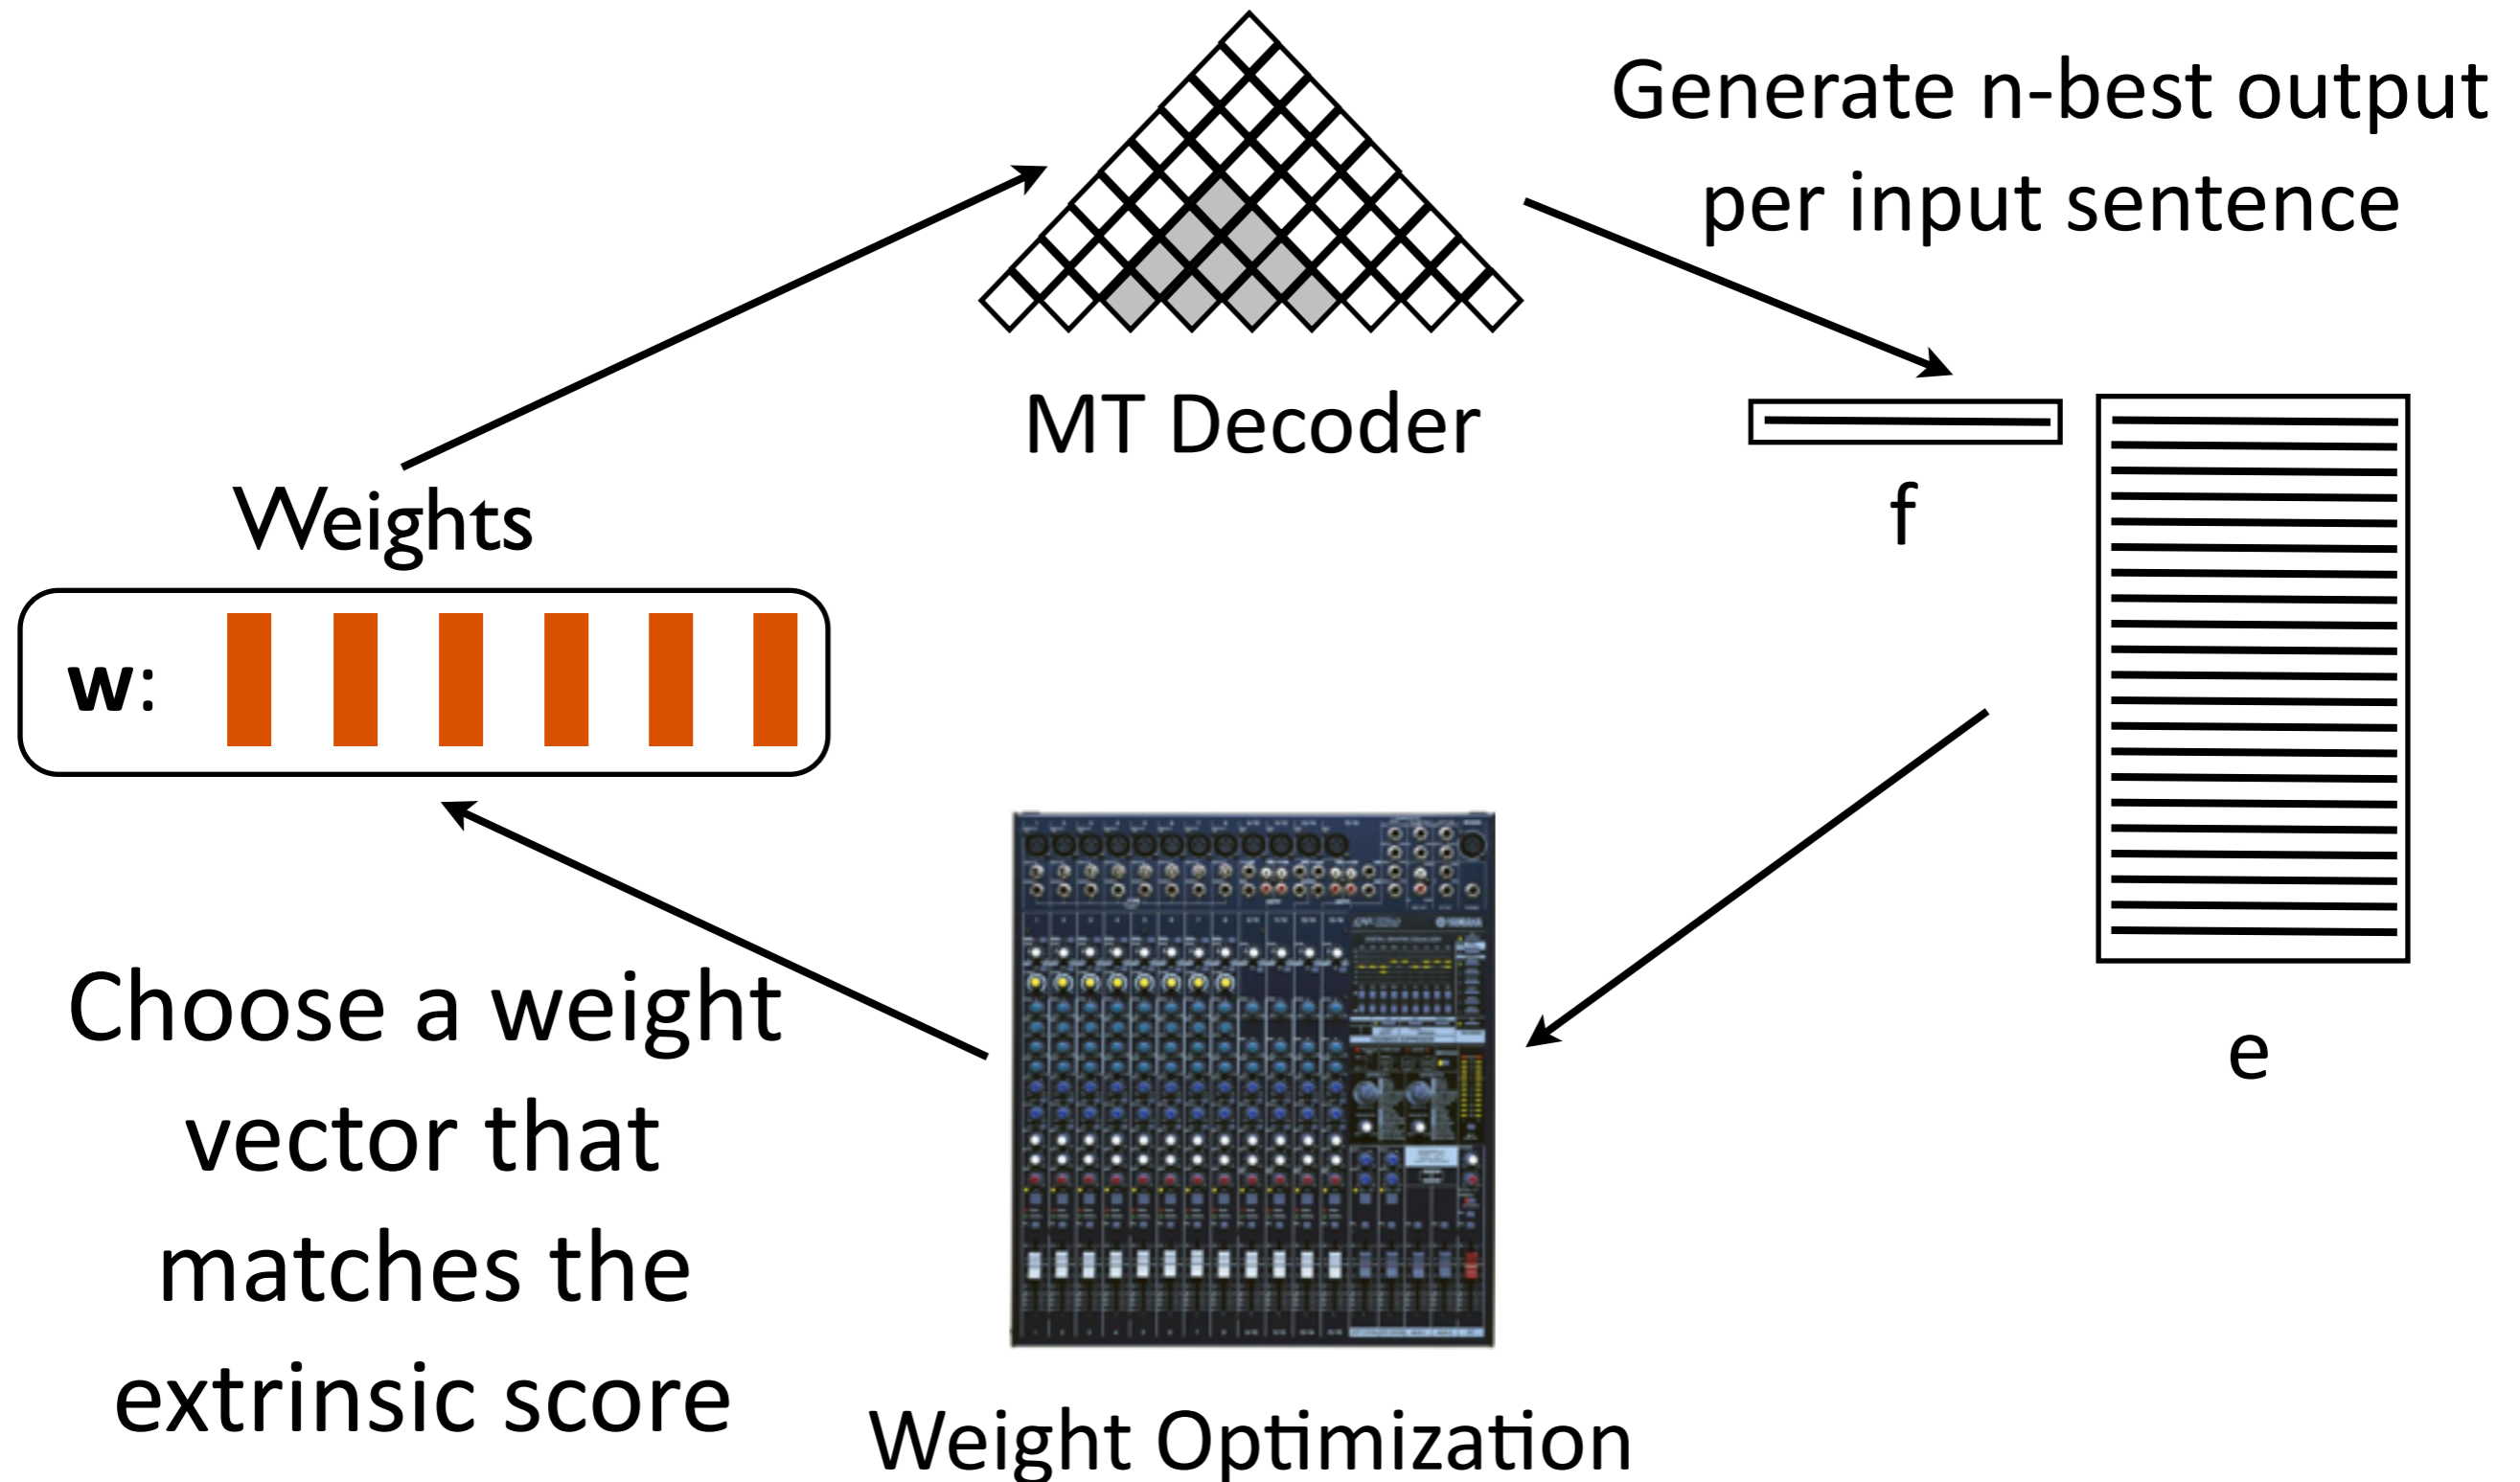 Generate n-best output
per input sentence
MT Decoder
f
Weights
w:
e
Choose a weight
vector that
matches the
extrinsic score
YAMAHA
Weight Optimization